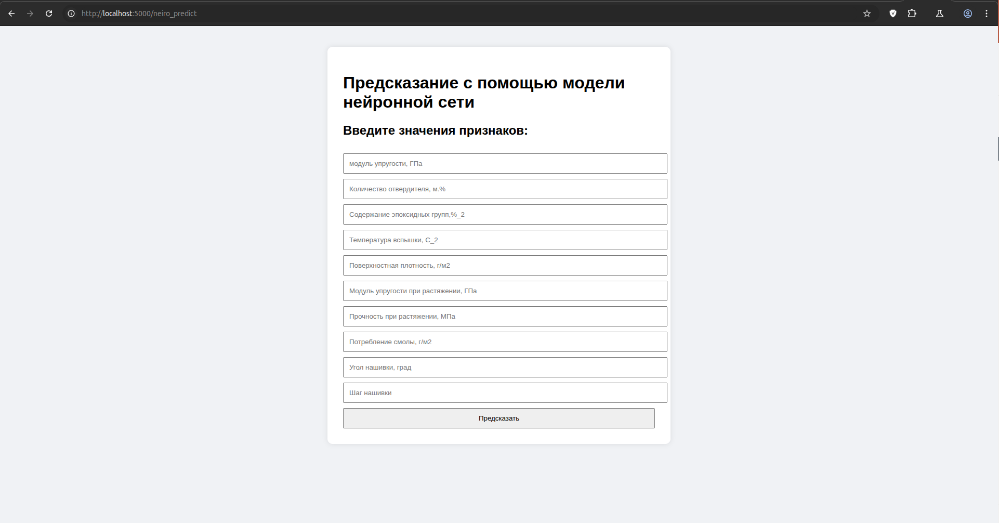 http://localhost:5000/neiro_predict
Предсказание с помощью модели
нейронной сети
Введите значения признаков:
модуль упругости, ГПа
Количество отвердителя, м.%
Содержание эпоксидных групп,%_2
Температура вспышки, С_2
Поверхностная плотность, г/м2
Модуль упругости при растяжении, ГПа
Прочность при растяжении, МПа
Потребление смолы, г/м2
Угол нашивки, град
Шаг нашивки
Предсказать